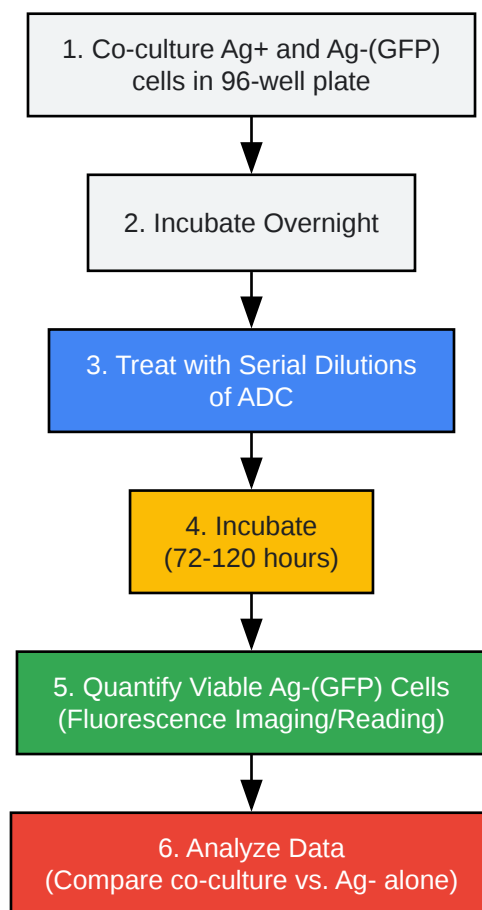 1. Co-culture Ag+ and Ag-(GFP)
cells in 96-well plate
2. Incubate Overnight
3. Treat with Serial Dilutions
of ADC
4. Incubate
(72-120 hours)
5. Quantify Viable Ag-(GFP) Cells
(Fluorescence Imaging/Reading)
6. Analyze Data
(Compare co-culture vs. Ag- alone)